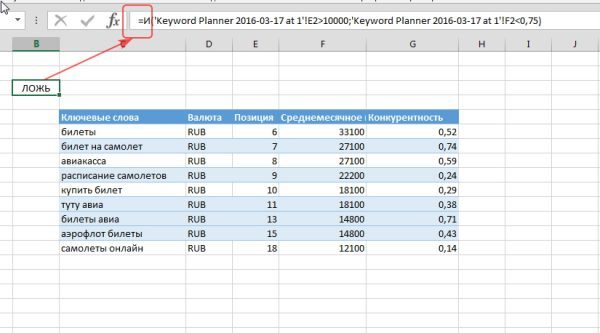 fx =И('Keyword Planner 2016-03-17 at 1'!E2>10000;'Keyword Planner 2016-03-17 at 1'!F2<0,75)
B C D E F G H I J
ЛОЖЬ
Ключевые слова Валюта Позиция Среднемесячное Конкурентность
билеты RUB 6 33100 0,52
билет на самолет RUB 7 27100 0,74
авиакасса RUB 8 27100 0,59
расписание самолетов RUB 9 22200 0,24
купить билет RUB 10 18100 0,29
туту авиа RUB 11 18100 0,38
билеты авиа RUB 13 14800 0,71
аэрофлот билеты RUB 15 14800 0,43
самолеты онлайн RUB 18 12100 0,14